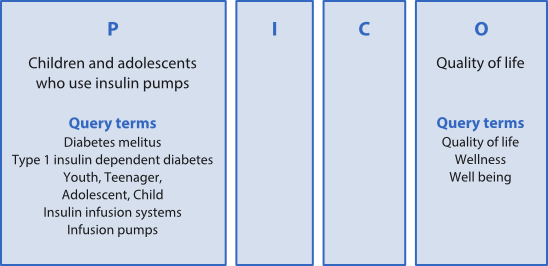 P
Children and adolescents
who use insulin pumps
Query terms
Diabetes melitus
Type 1 insulin dependent diabetes
Youth, Teenager,
Adolescent, Child
Insulin infusion systems
Infusion pumps
I
C
O
Quality of life
Query terms
Quality of life
Wellness
Well being